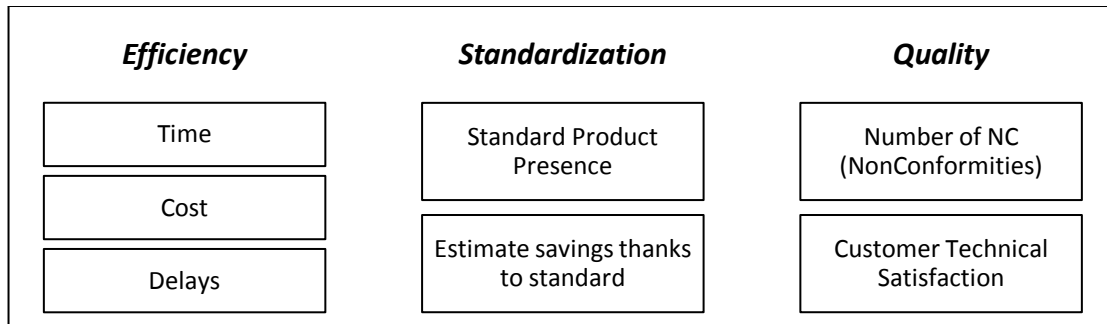 Efficiency
Time
Cost
Delays
Standardization
Standard Product
Presence
Estimate savings thanks
to standard
Quality
Number of NC
(NonConformities)
Customer Technical
Satisfaction